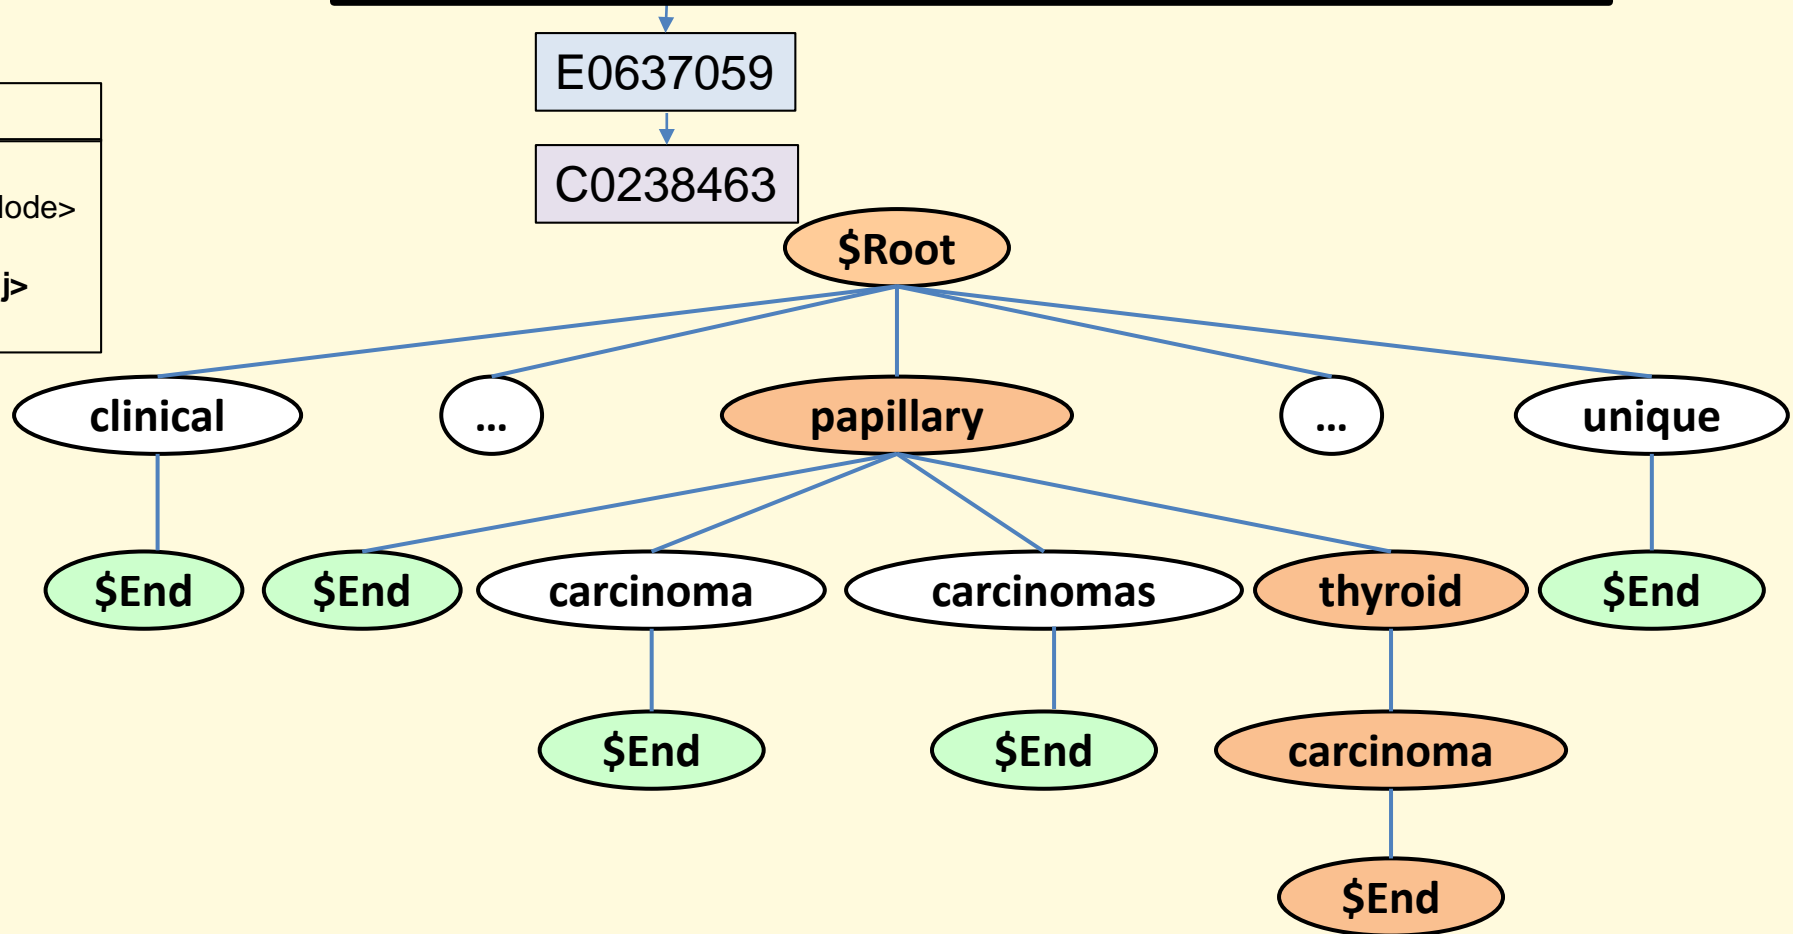 E0637059
C0238463
j>
$Root
clinical
...
papillary
...
unique
$End
$End
carcinoma
carcinomas
thyroid
$End
$End
$End
carcinoma
$End